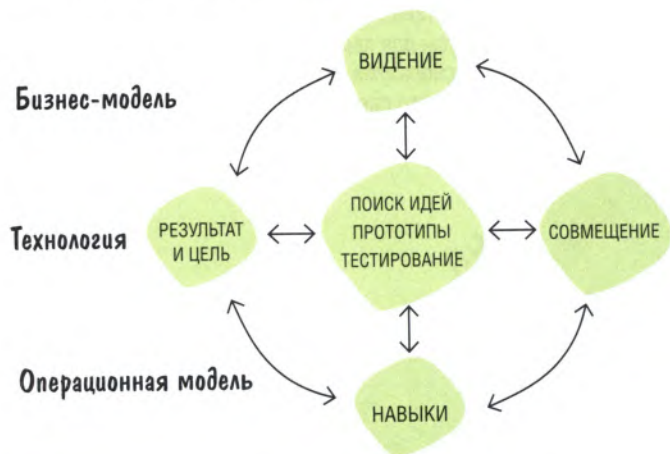 ВИДЕНИЕ
Бизнес-модель
ПОИСК ИДЕЙ
ПРОТОТИПЫ
ТЕСТИРОВАНИЕ
Технология
РЕЗУЛЬТАТ
И ЦЕЛЬ
СОВМЕЩЕНИЕ
Операционная модель
НАВЫКИ